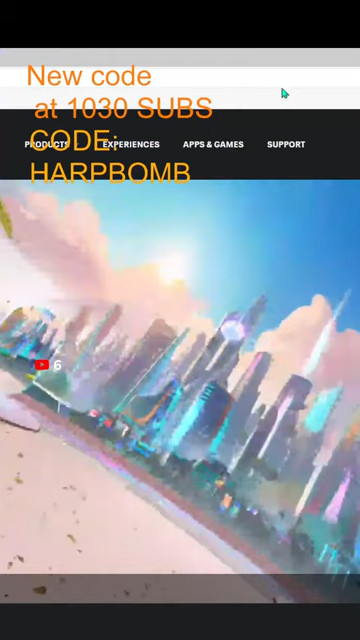 New code
at 1030 SUBS
CODE:
HARPBOMB
PRODUCTS EXPERIENCES APPS & GAMES SUPPORT
6